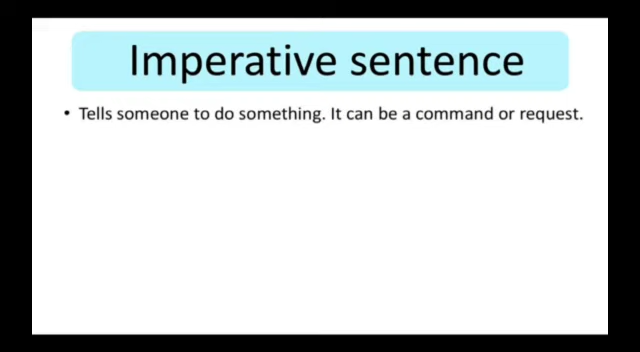 Imperative sentence
• Tells someone to do something. It can be a command or request.